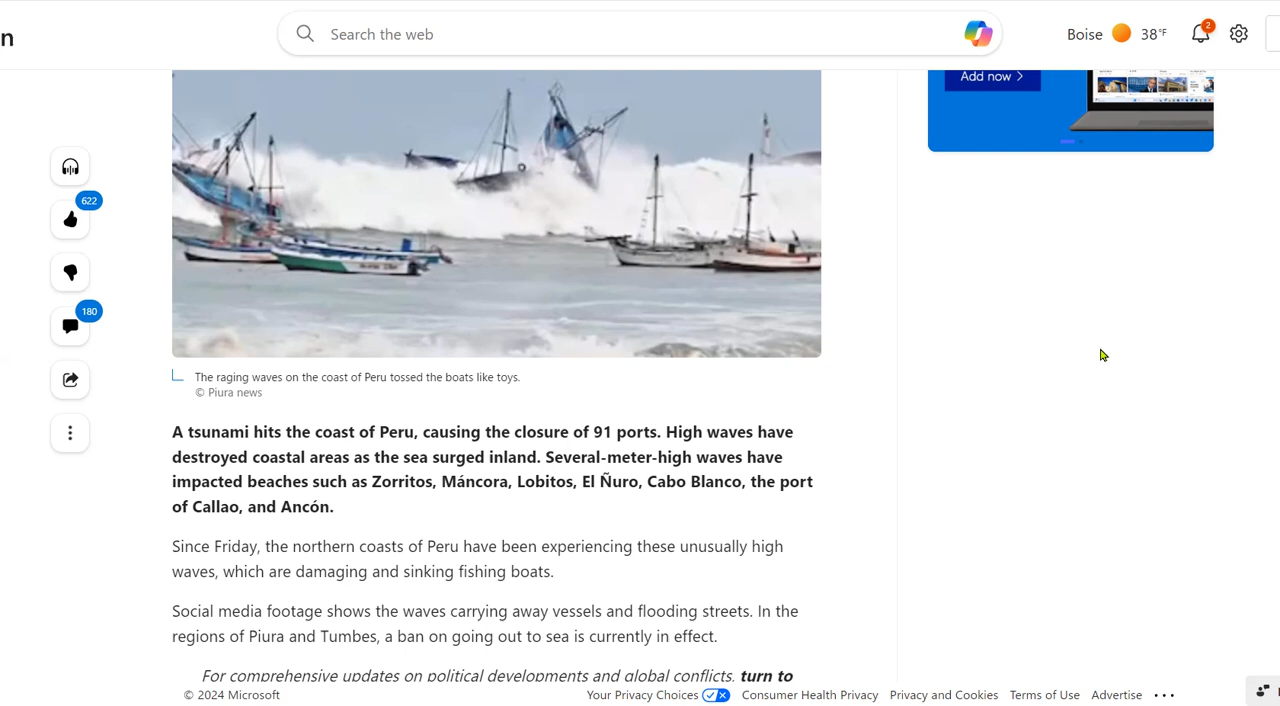 n
Search the web
Boise 38°F 2
Add now >
622
180
The raging waves on the coast of Peru tossed the boats like toys.
© Piura news
A tsunami hits the coast of Peru, causing the closure of 91 ports. High waves have
destroyed coastal areas as the sea surged inland. Several-meter-high waves have
impacted beaches such as Zorritos, Máncora, Lobitos, El Ñuro, Cabo Blanco, the port
of Callao, and Ancón.
Since Friday, the northern coasts of Peru have been experiencing these unusually high
waves, which are damaging and sinking fishing boats.
Social media footage shows the waves carrying away vessels and flooding streets. In the
regions of Piura and Tumbes, a ban on going out to sea is currently in effect.
For comprehensive updates on political developments and global conflicts, turn to
© 2024 Microsoft Your Privacy Choices Consumer Health Privacy Privacy and Cookies Terms of Use Advertise